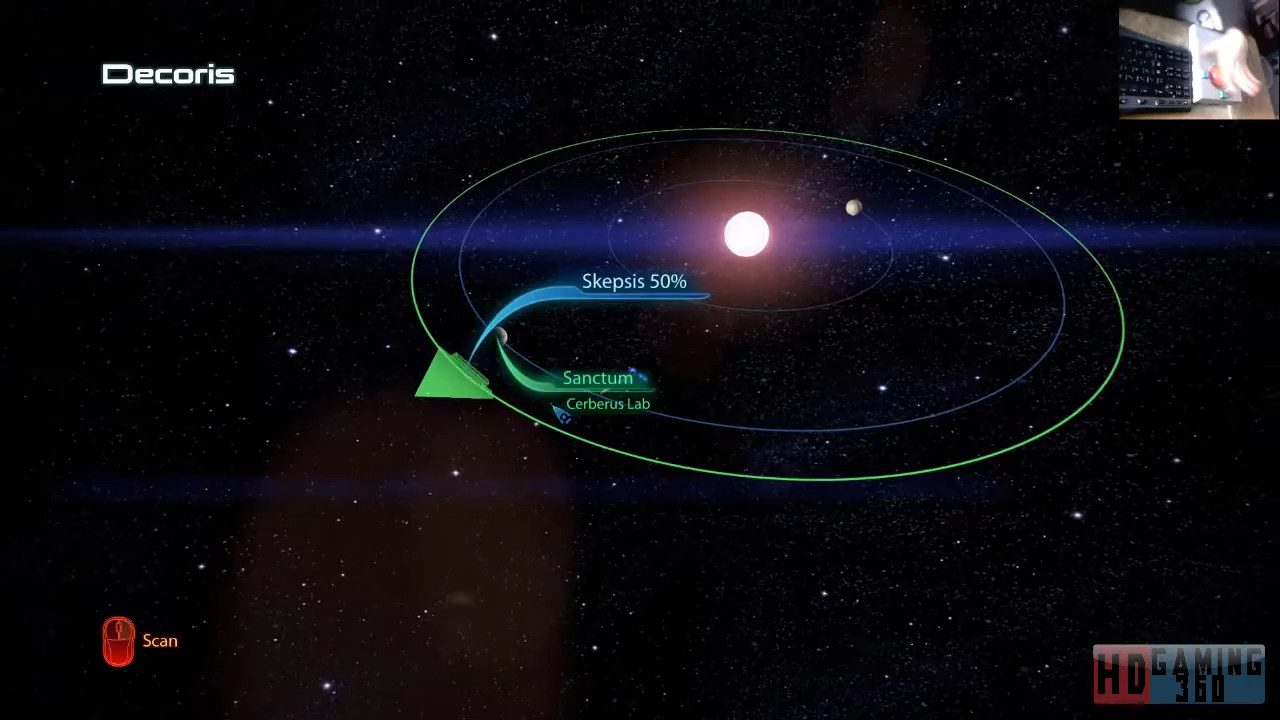 Decoris
Skepsis 50%
Sanctum
Cerberus Lab
Scan
HD GAMING
360